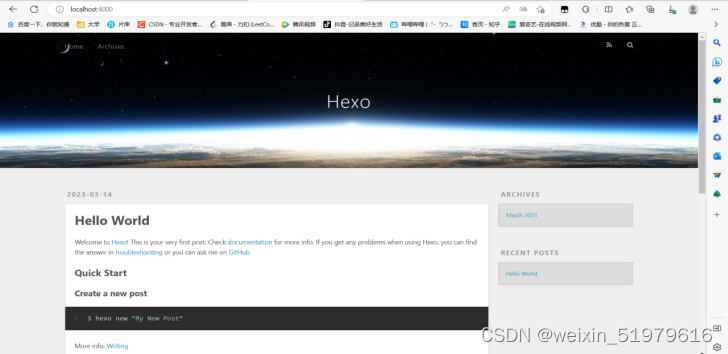 localhost:4000
百度一下，你就知道 大学 片库 CSDN - 专业开发者... 题库 - 力扣 (LeetCo... 腾讯视频 抖音-记录美好生活 哔哩哔哩 ( ゜- ゜)つ... 首页 - 知乎 爱奇艺-在线视频网... 优酷 - 你的热爱 正...
Home Archives
Hexo
2023-03-14
Hello World
Welcome to Hexo! This is your very first post. Check documentation for more info. If you get any problems when using Hexo, you can
find the answer in troubleshooting or you can ask me on GitHub.
Quick Start
Create a new post
1 $ hexo new "My New Post"
More info: Writing
ARCHIVES
March 2023
RECENT POSTS
Hello World
CSDN @weixin_51979616